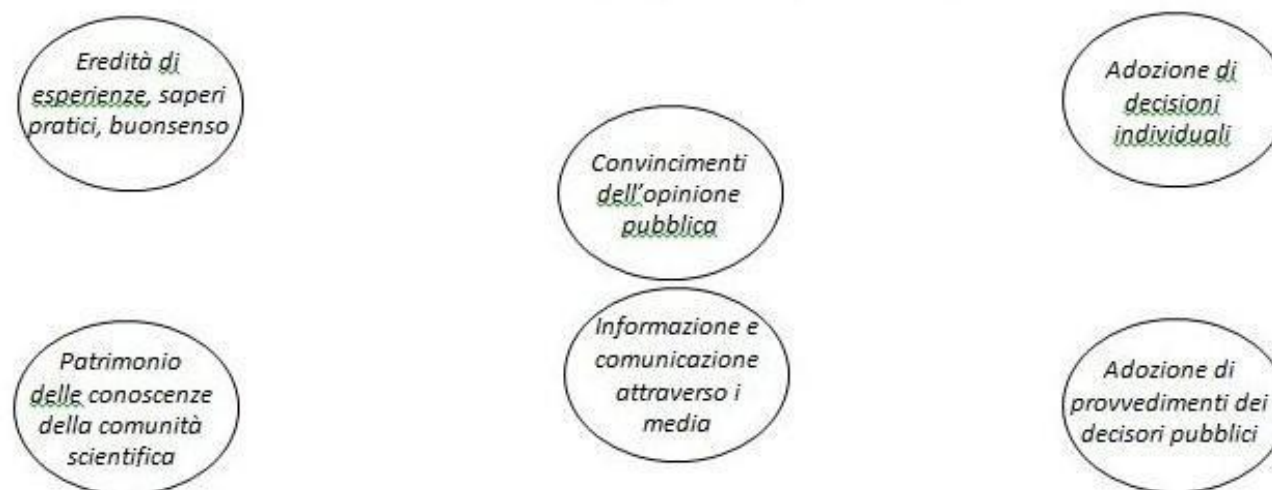 Eredità di
esperienze, saperi
pratici, buonsenso
Adozione di
decisioni
individuali
Convincimenti
dell'opinione
pubblica
Informazione e
comunicazione
attraverso i
media
Patrimonio
delle conoscenze
della comunità
scientifica
Adozione di
provvedimenti dei
decisori pubblici